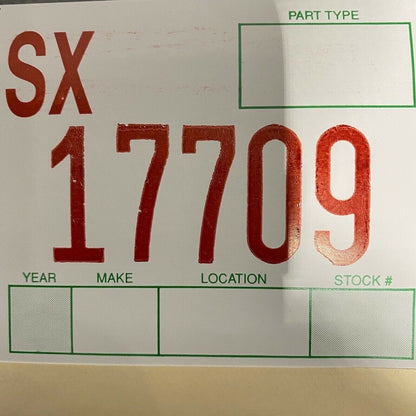 SX
PART TYPE
17709
YEAR MAKE LOCATION STOCK #